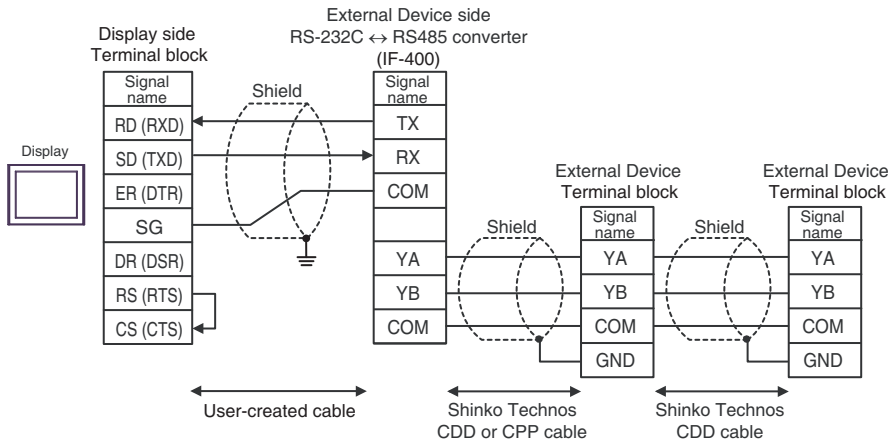 External Device side
RS-232C ↔ RS485 converter
(IF-400)
Display side
Terminal block
Signal
name
RD (RXD)
SD (TXD)
ER (DTR)
SG
DR (DSR)
RS (RTS)
CS (CTS)
Display
Shield
Signal
name
TX
RX
COM
YA
YB
COM
Shield
External Device
Terminal block
Signal
name
YA
YB
COM
GND
Shield
External Device
Terminal block
Signal
name
YA
YB
COM
GND
User-created cable
Shinko Technos
CDD or CPP cable
Shinko Technos
CDD cable